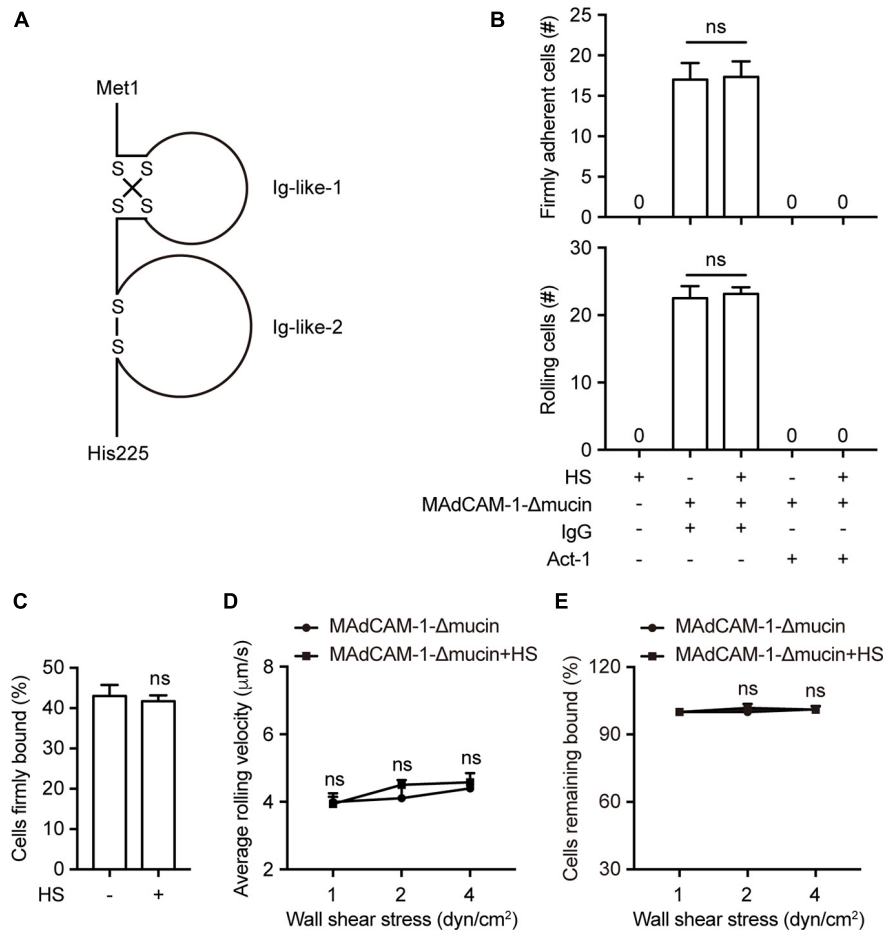 A
Met1
S S
S S
Ig-like-1
S
S
Ig-like-2
His225
B
Firmly adherent cells (#)
25
20
15
10
5
0
ns
0 0 0
Rolling cells (#)
30
20
10
0
ns
0 0 0
HS + - + - +
MAdCAM-1-Δmucin - + + + +
IgG - + + - -
Act-1 - - - + +
C
Cells firmly bound (%)
50
40
30
20
10
0
ns
HS - +
D
MAdCAM-1-Δmucin
MAdCAM-1-Δmucin+HS
Average rolling velocity (μm/s)
8
6
4
2
ns ns ns
1 2 4
Wall shear stress (dyn/cm²)
E
MAdCAM-1-Δmucin
MAdCAM-1-Δmucin+HS
Cells remaining bound (%)
120
90
60
30
ns ns
1 2 4
Wall shear stress (dyn/cm²)